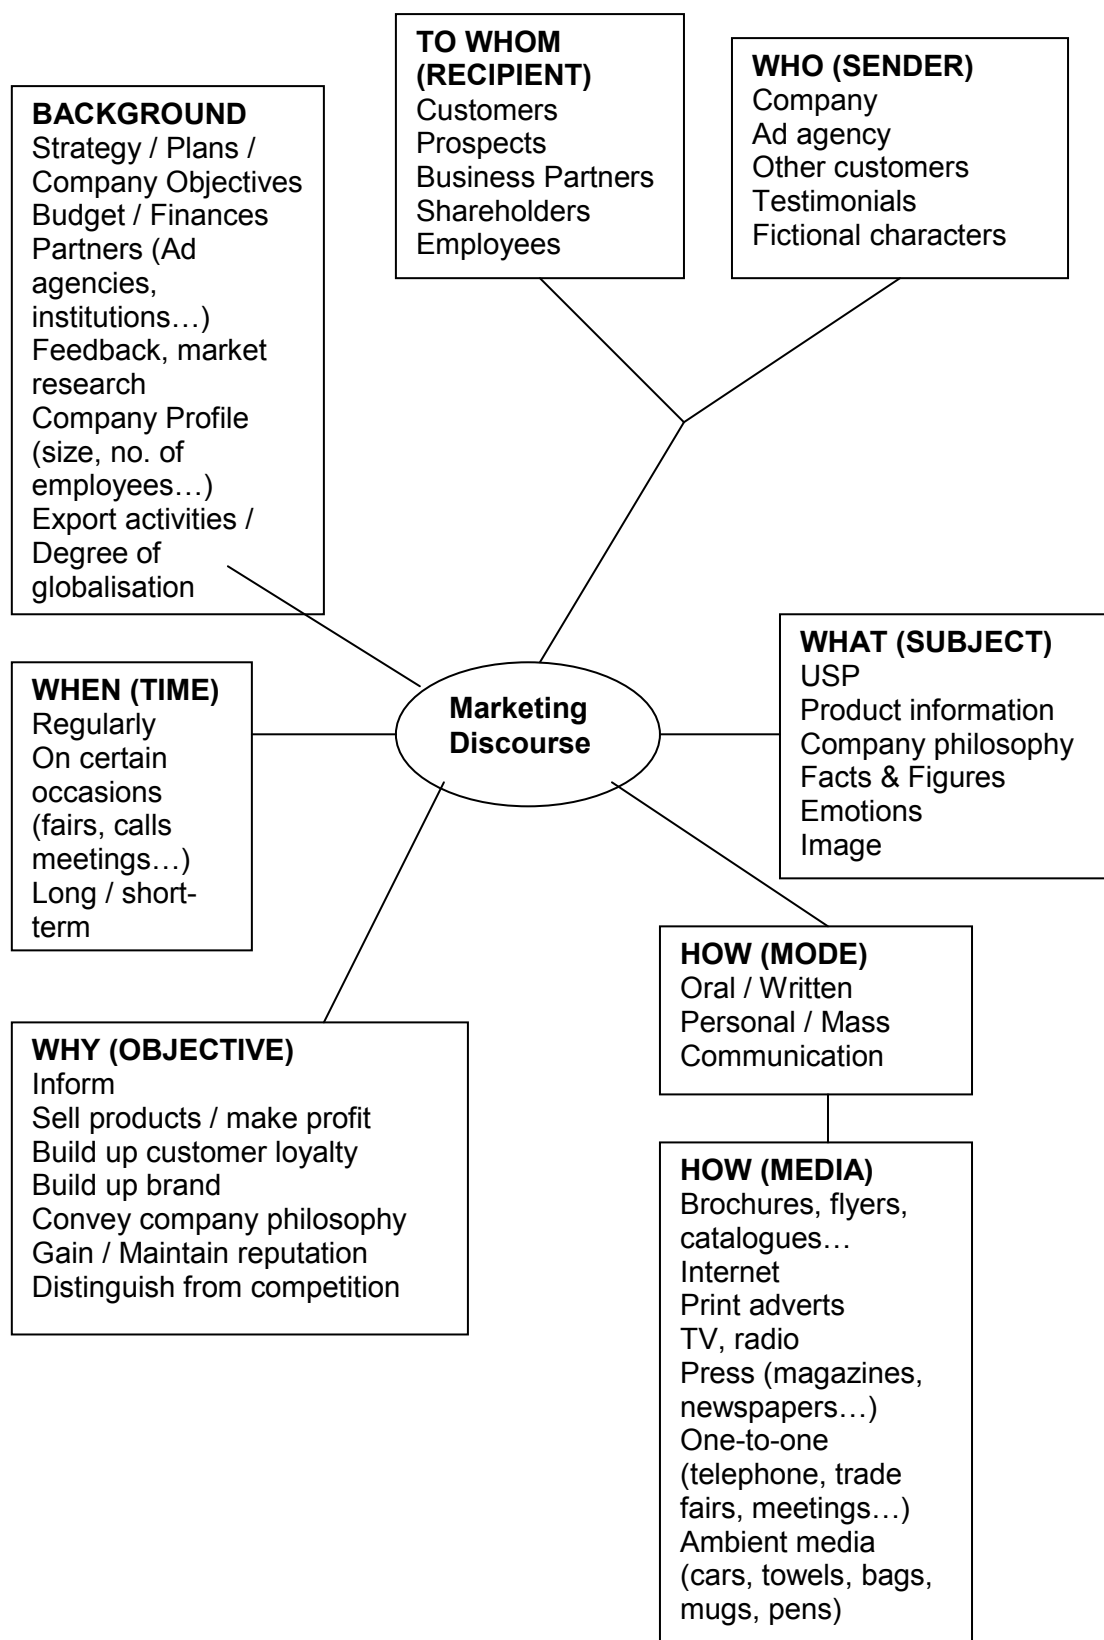 TO WHOM
(RECIPIENT)
Customers
Prospects
Business Partners
Shareholders
Employees
WHO (SENDER)
Company
Ad agency
Other customers
Testimonials
Fictional characters
BACKGROUND
Strategy / Plans /
Company Objectives
Budget / Finances
Partners (Ad
agencies,
institutions…)
Feedback, market
research
Company Profile
(size, no. of
employees…)
Export activities /
Degree of
globalisation
WHAT (SUBJECT)
USP
Product information
Company philosophy
Facts & Figures
Emotions
Image
WHEN (TIME)
Regularly
On certain
occasions
(fairs, calls
meetings…)
Long / short-
term
Marketing
Discourse
HOW (MODE)
Oral / Written
Personal / Mass
Communication
WHY (OBJECTIVE)
Inform
Sell products / make profit
Build up customer loyalty
Build up brand
Convey company philosophy
Gain / Maintain reputation
Distinguish from competition
HOW (MEDIA)
Brochures, flyers,
catalogues…
Internet
Print adverts
TV, radio
Press (magazines,
newspapers…)
One-to-one
(telephone, trade
fairs, meetings…)
Ambient media
(cars, towels, bags,
mugs, pens)